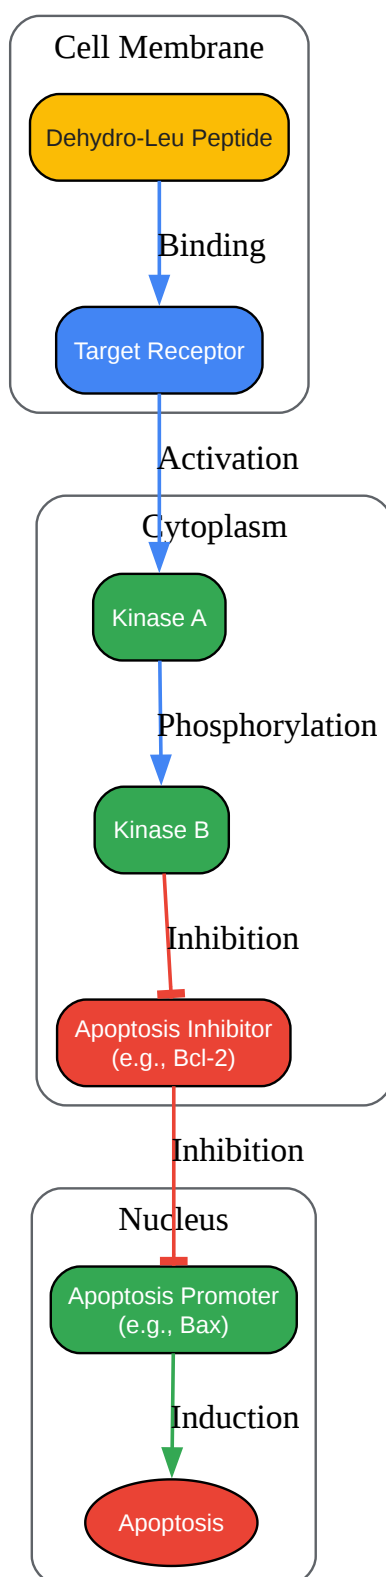 Cell Membrane
Dehydro-Leu Peptide
Binding
Target Receptor
Activation
Cytoplasm
Kinase A
Phosphorylation
Kinase B
Inhibition
Apoptosis Inhibitor
(e.g., Bcl-2)
Inhibition
Nucleus
Apoptosis Promoter
(e.g., Bax)
Induction
Apoptosis